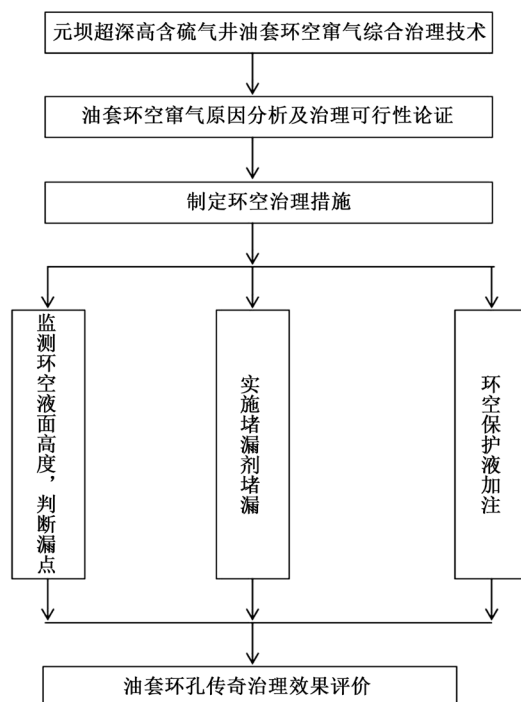 元坝超深高含硫气井油套环空窜气综合治理技术
油套环空窜气原因分析及治理可行性论证
制定环空治理措施
监测环空液面高度，判断漏点
实施堵漏剂堵漏
环空保护液加注
油套环孔传奇治理效果评价